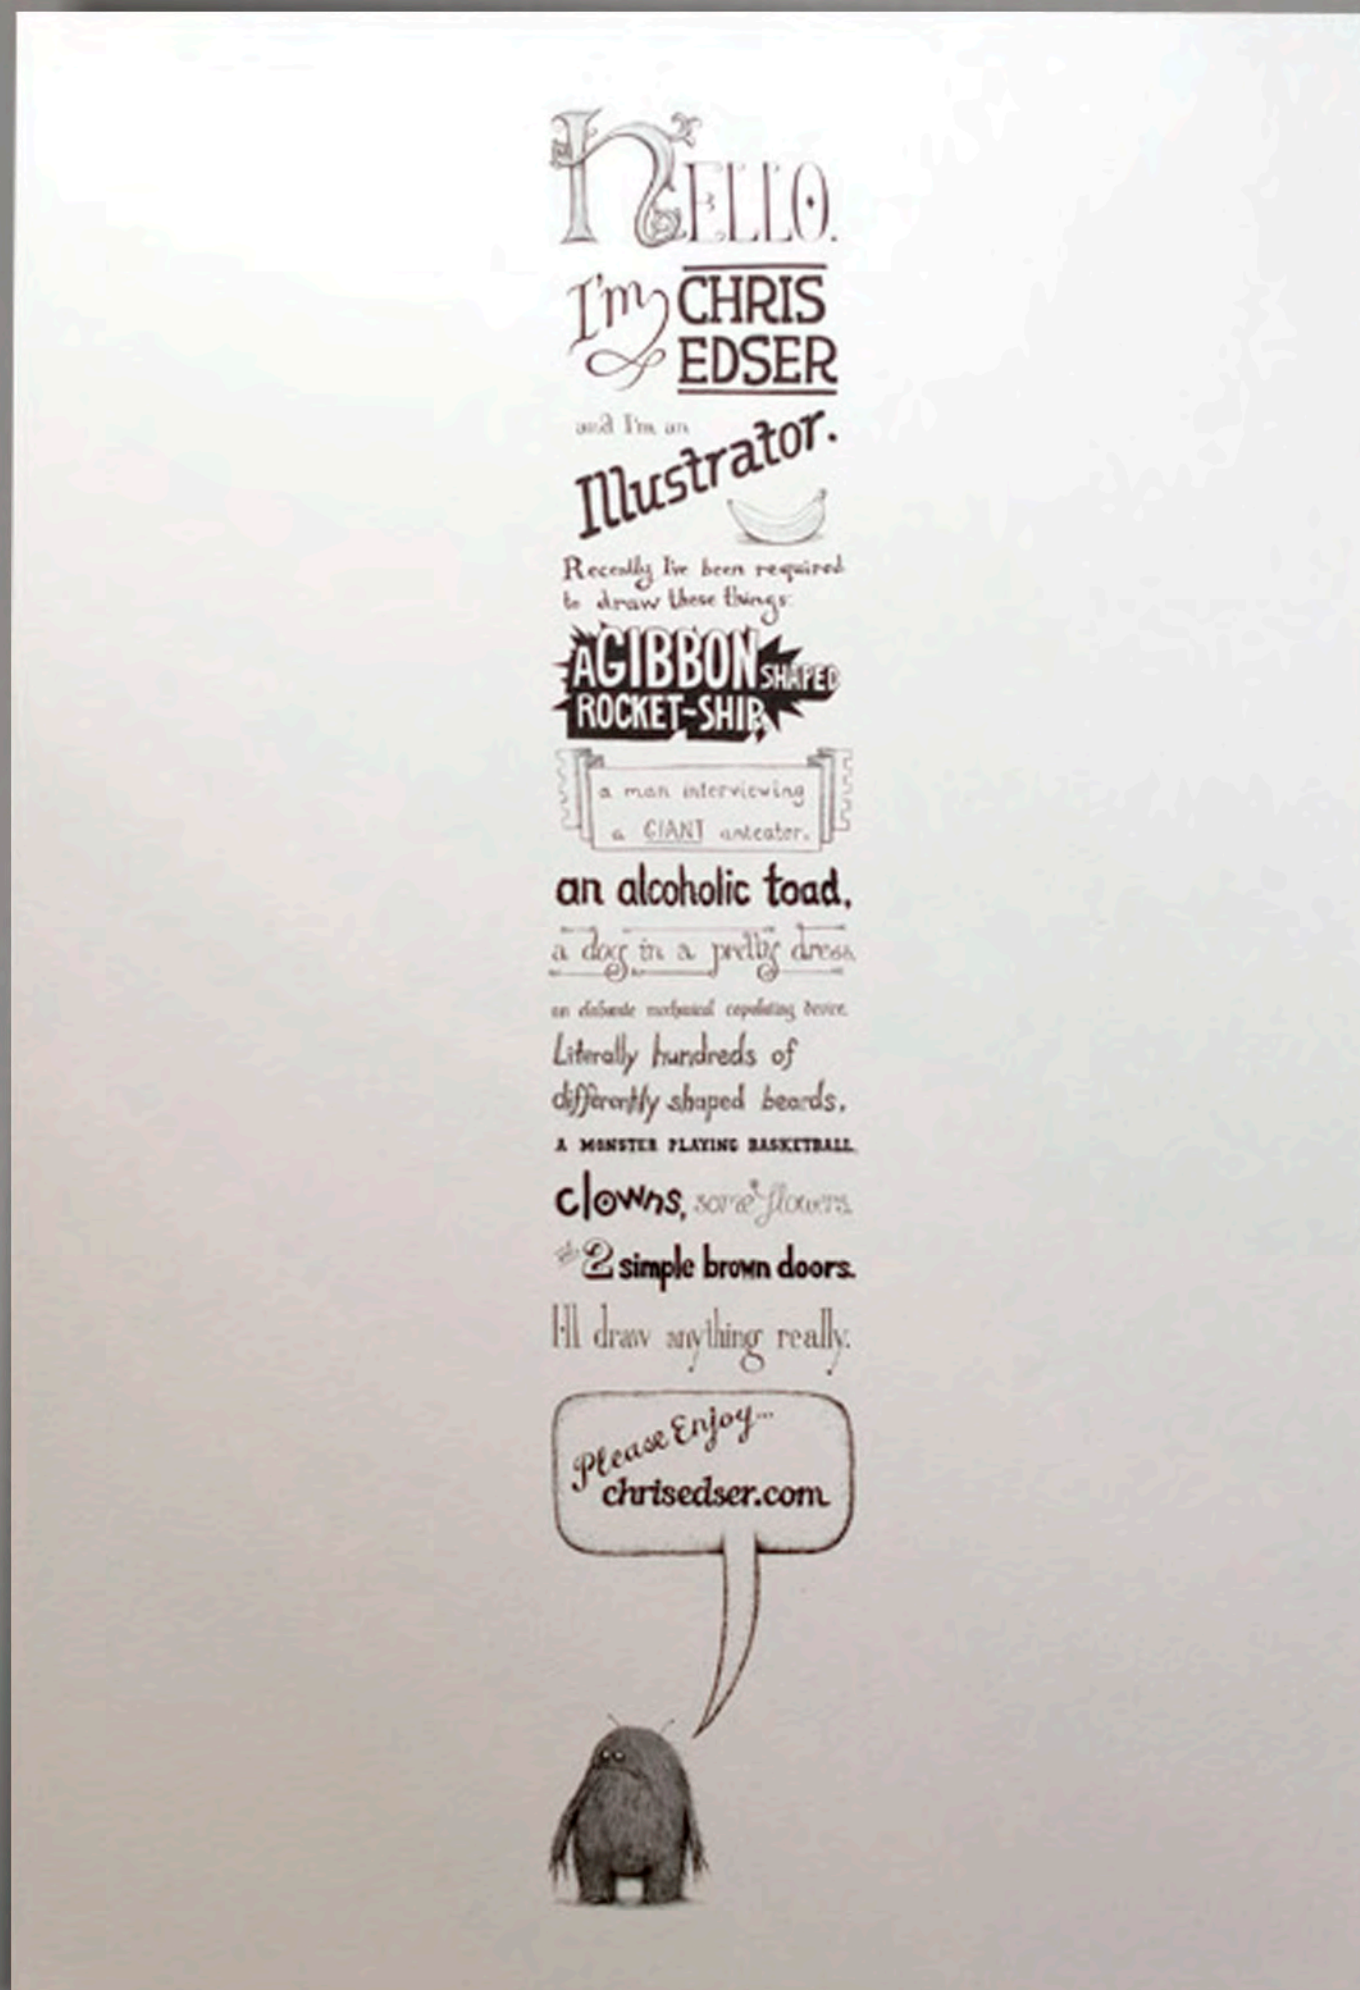 HELLO.
I'm CHRIS
EDSER
and I'm an
Illustrator.
Recently I've been required
to draw these things:
A GIBBON SHAPED
ROCKET-SHIP,
a man interviewing
a GIANT anteater.
an alcoholic toad,
a dog in a pretty dress,
an elaborate mechanical copulating device.
Literally hundreds of
differently shaped beards,
A MONSTER PLAYING BASKETBALL,
clowns, some flowers,
2 simple brown doors.
I'll draw anything really.
Please Enjoy...
chrisedser.com